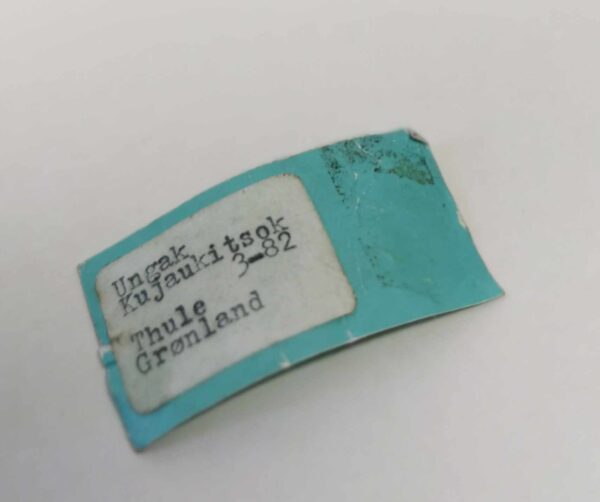 Ungak
Kujaukitsok
3-82
Thule
Grønland